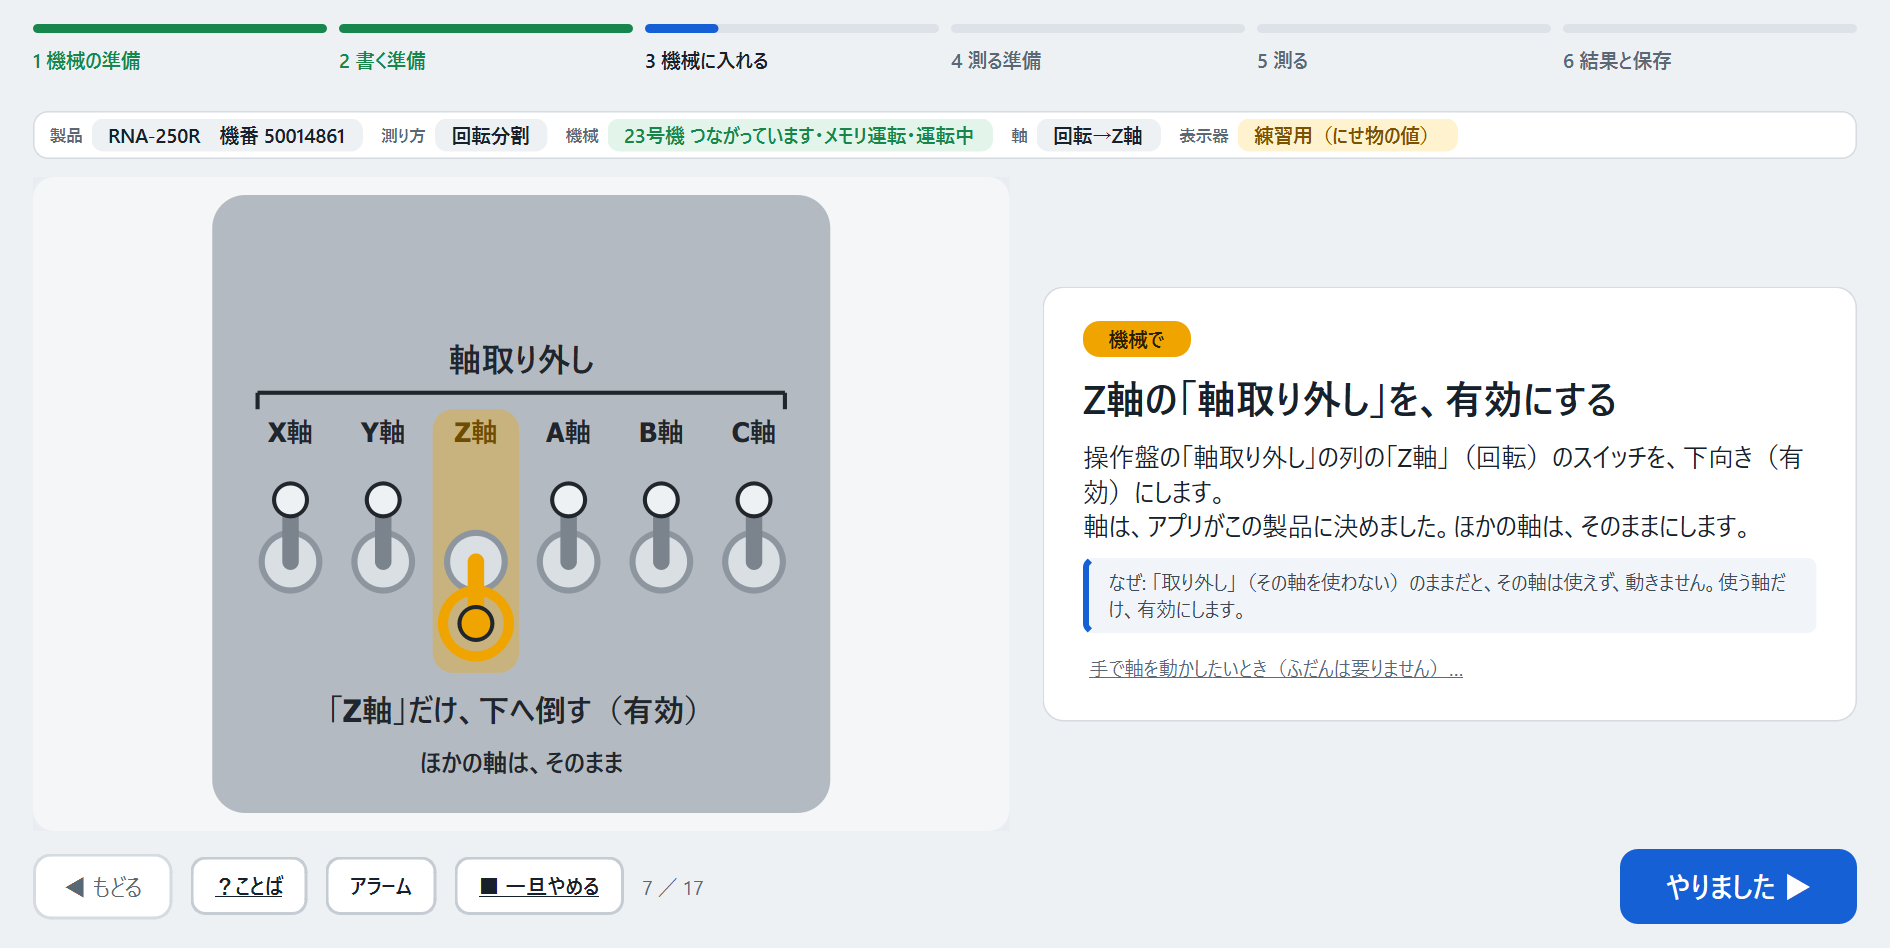 1 機械の準備
2 書く準備
3 機械に入れる
4 測る準備
5 測る
6 結果と保存
製品 RNA-250R 機番 50014861 測り方 回転分割 機械 23号機 つながっています・メモリ運転・運転中 軸 回転→Z軸 表示器 練習用（にせ物の値）
軸取り外し
X軸 Y軸 Z軸 A軸 B軸 C軸
「Z軸」だけ、下へ倒す（有効）
ほかの軸は、そのまま
機械で
Z軸の「軸取り外し」を、有効にする
操作盤の「軸取り外し」の列の「Z軸」（回転）のスイッチを、下向き（有
効）にします。
軸は、アプリがこの製品に決めました。ほかの軸は、そのままにします。
なぜ: 「取り外し」（その軸を使わない）のままだと、その軸は使えず、動きません。使う軸だ
け、有効にします。
手で軸を動かしたいとき（ふだんは要りません）…
◀ もどる
？ことば
アラーム
■ 一旦やめる
7 ／ 17
やりました ▶